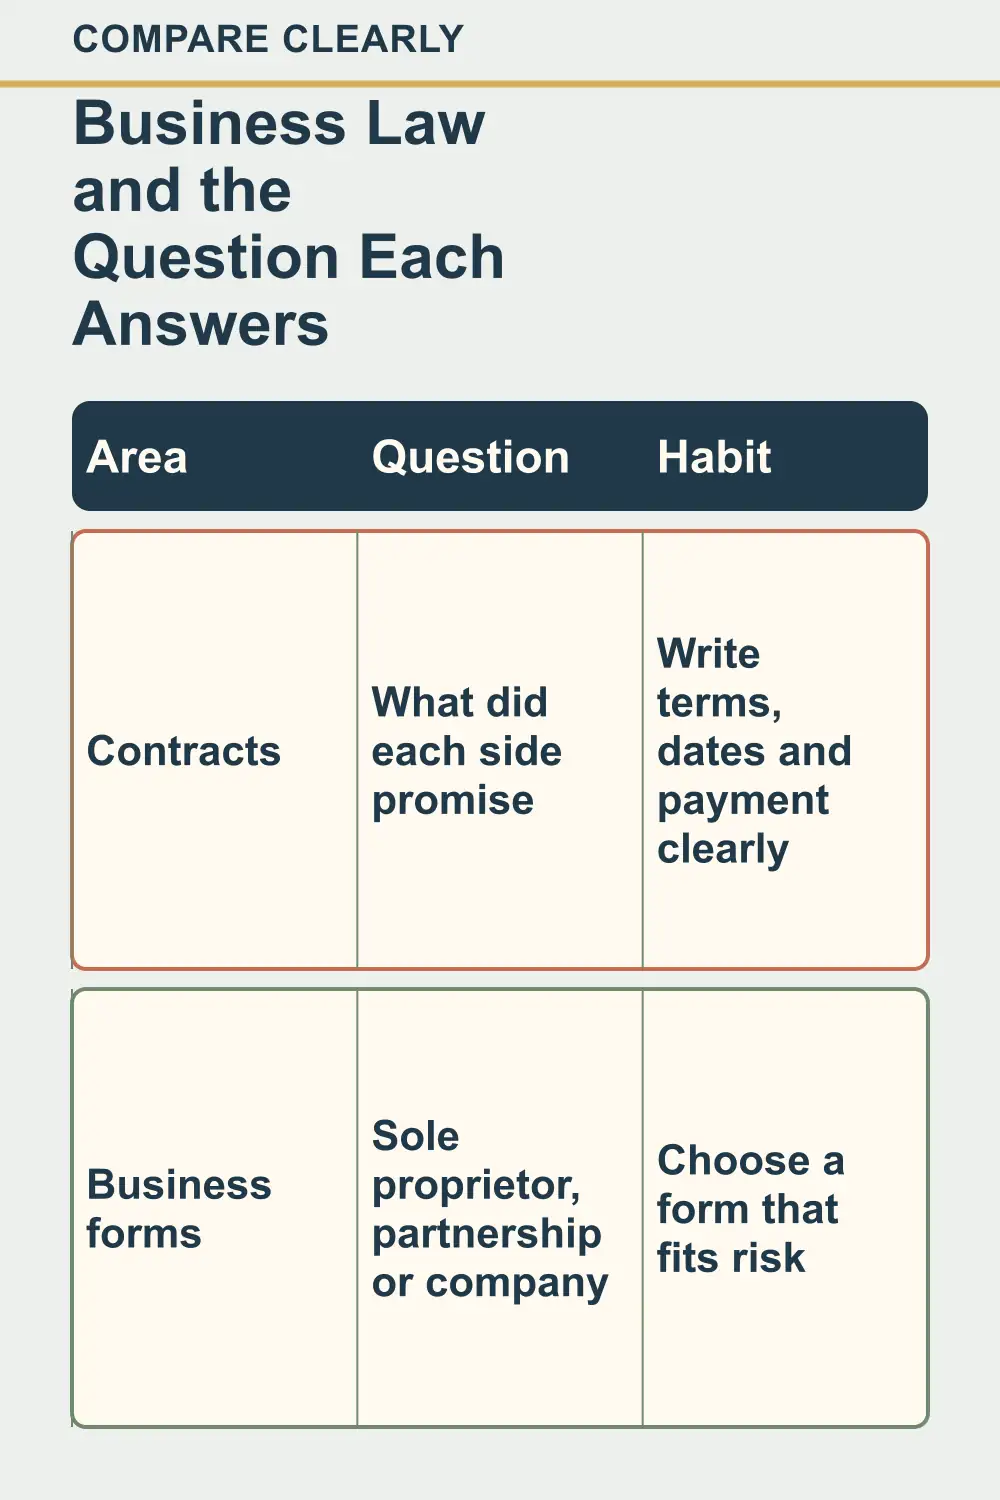 COMPARE CLEARLY
Business Law
and the
Question Each
Answers
Area
Question
Habit
Contracts
What did
each side
promise
Write
terms,
dates and
payment
clearly
Business
forms
Sole
proprietor,
partnership
or company
Choose a
form that
fits risk